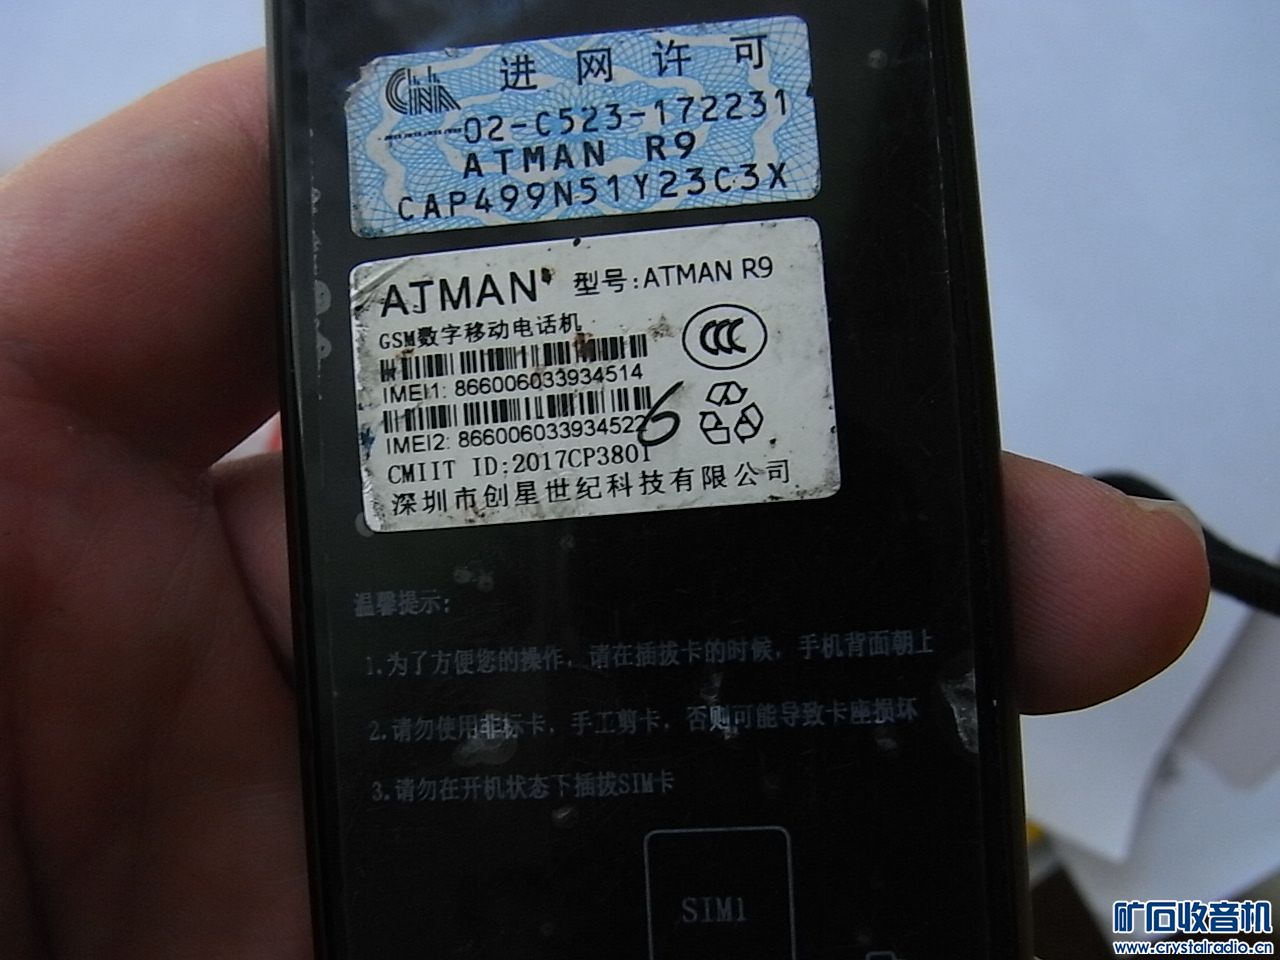 CNA 进网许可
02-C523-172231
ATMAN R9
CAP499N51Y23C3X
ATMAN 型号:ATMAN R9
GSM数字移动电话机
CCC
IMEI1: 866006033934514
IMEI2: 866006033934522
6
CMIIT ID:2017CP3801
深圳市创星世纪科技有限公司
温馨提示:
1.为了方便您的操作，请在插拔卡的时候，手机背面朝上
2.请勿使用非标卡，手工剪卡，否则可能导致卡座损坏
3.请勿在开机状态下插拔SIM卡
SIM1
矿石收音机
www.crystalradio.cn